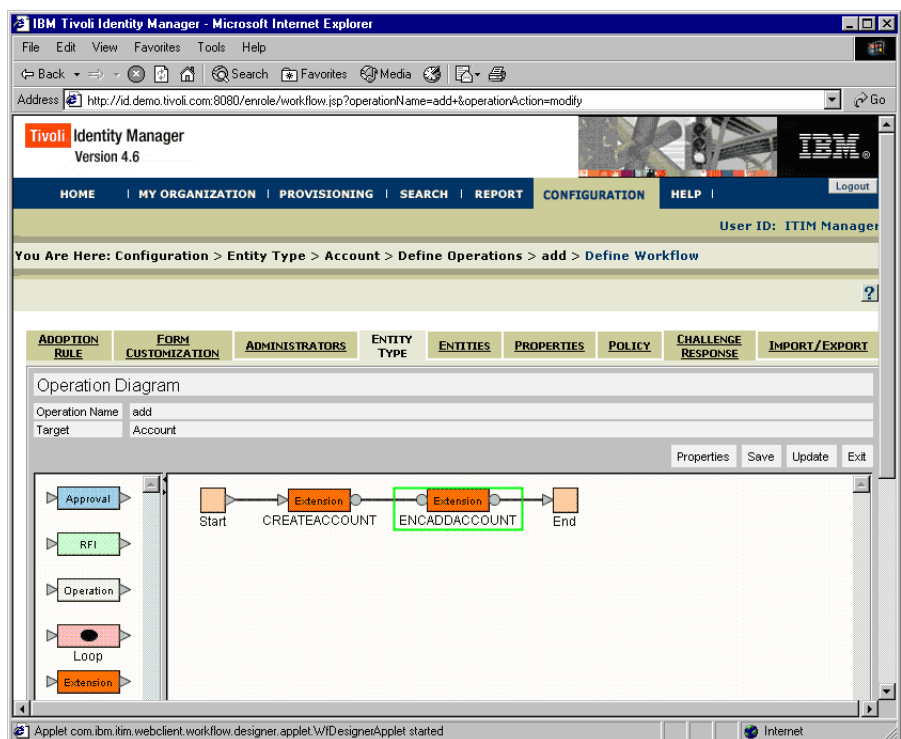 IBM Tivoli Identity Manager - Microsoft Internet Explorer
File Edit View Favorites Tools Help
Back Search Favorites Media
Address http://id.demo.tivoli.com:8080/enrole/workflow.jsp?operationName=add+&operationAction=modify Go
Tivoli Identity Manager
Version 4.6
IBM®
HOME | MY ORGANIZATION | PROVISIONING | SEARCH | REPORT CONFIGURATION HELP | Logout
User ID: ITIM Manager
You Are Here: Configuration > Entity Type > Account > Define Operations > add > Define Workflow
?
ADOPTION RULE FORM CUSTOMIZATION ADMINISTRATORS ENTITY TYPE ENTITIES PROPERTIES POLICY CHALLENGE RESPONSE IMPORT/EXPORT
Operation Diagram
Operation Name add
Target Account
Properties Save Update Exit
Approval
RFI
Operation
Loop
Extension
Extension Extension
Start CREATEACCOUNT ENCADDACCOUNT End
Applet com.ibm.itim.webclient.workflow.designer.applet.WfDesignerApplet started Internet